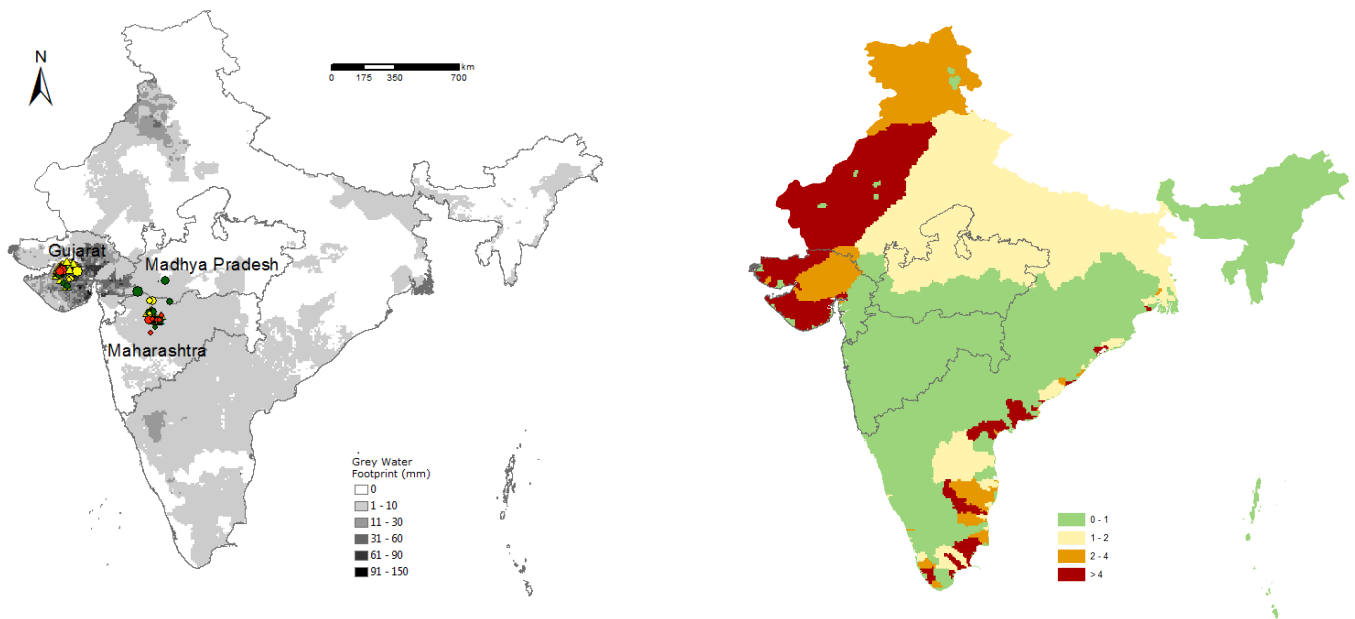 N
km
0 175 350 700
Gujarat
Madhya Pradesh
Maharashtra
Grey Water
Footprint (mm)
0
1 - 10
11 - 30
31 - 60
61 - 90
91 - 150
0 - 1
1 - 2
2 - 4
> 4